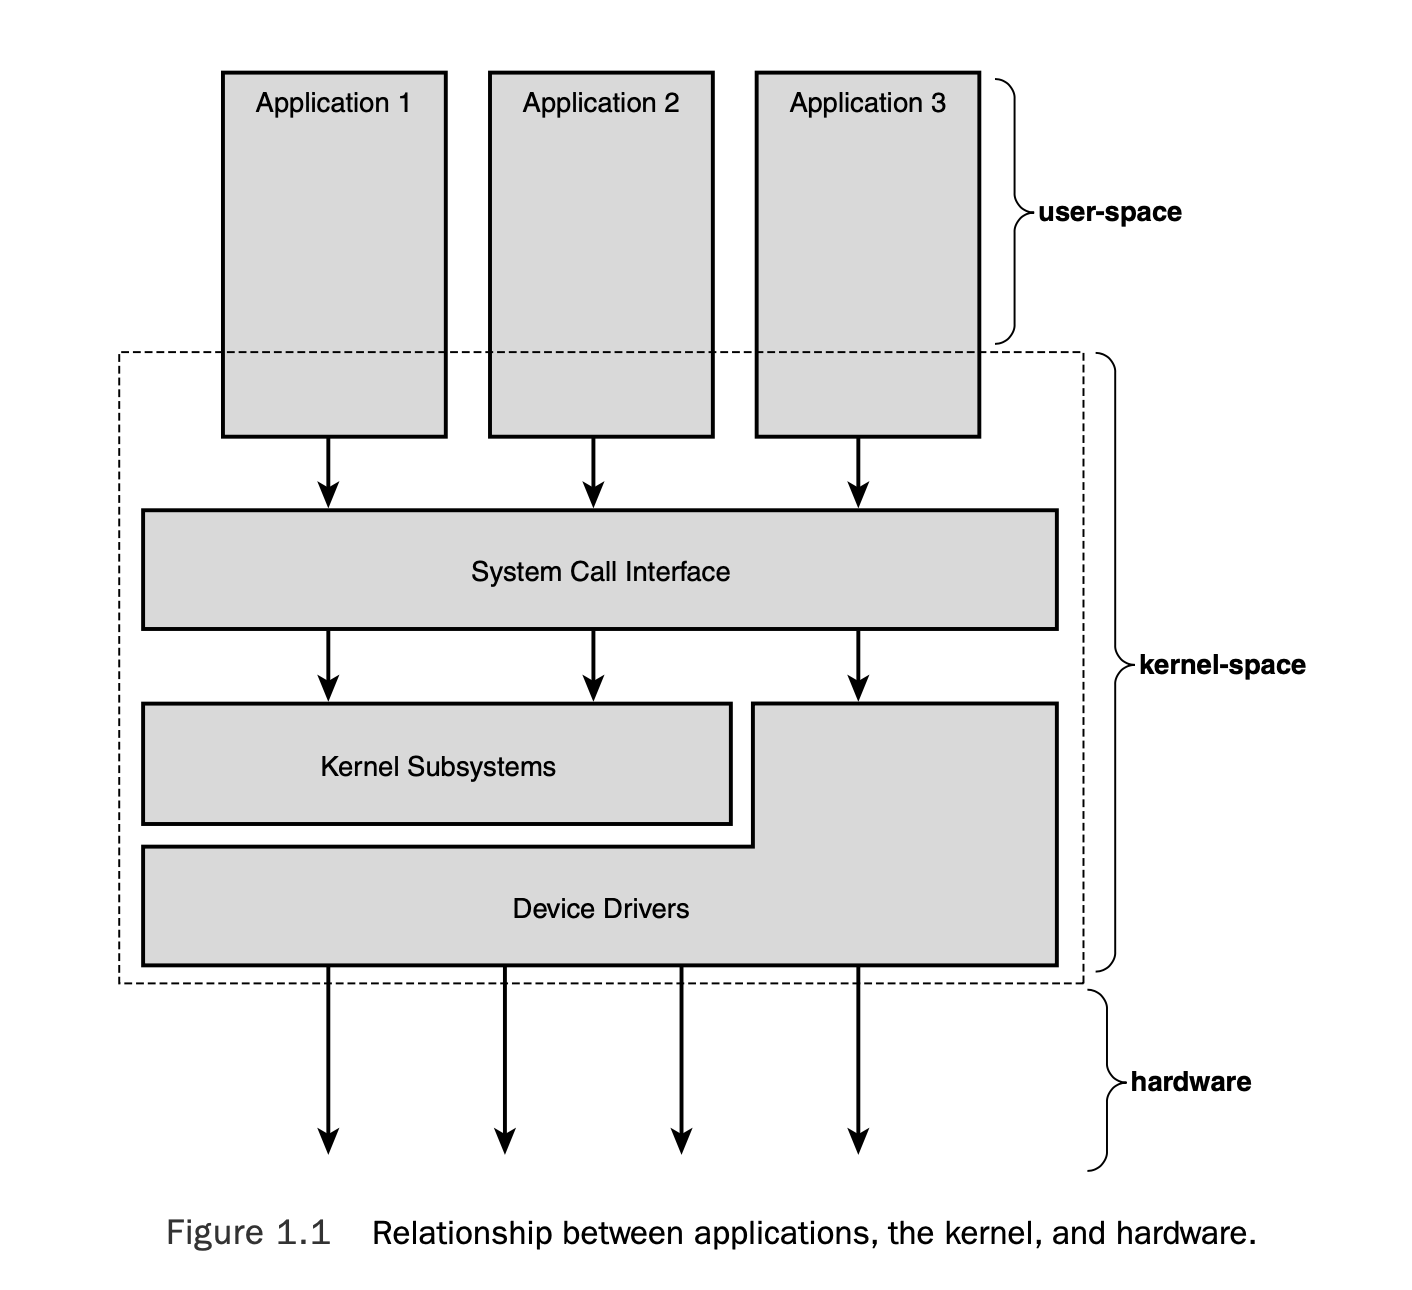 Application 1
Application 2
Application 3
user-space
System Call Interface
kernel-space
Kernel Subsystems
Device Drivers
hardware
Figure 1.1 Relationship between applications, the kernel, and hardware.